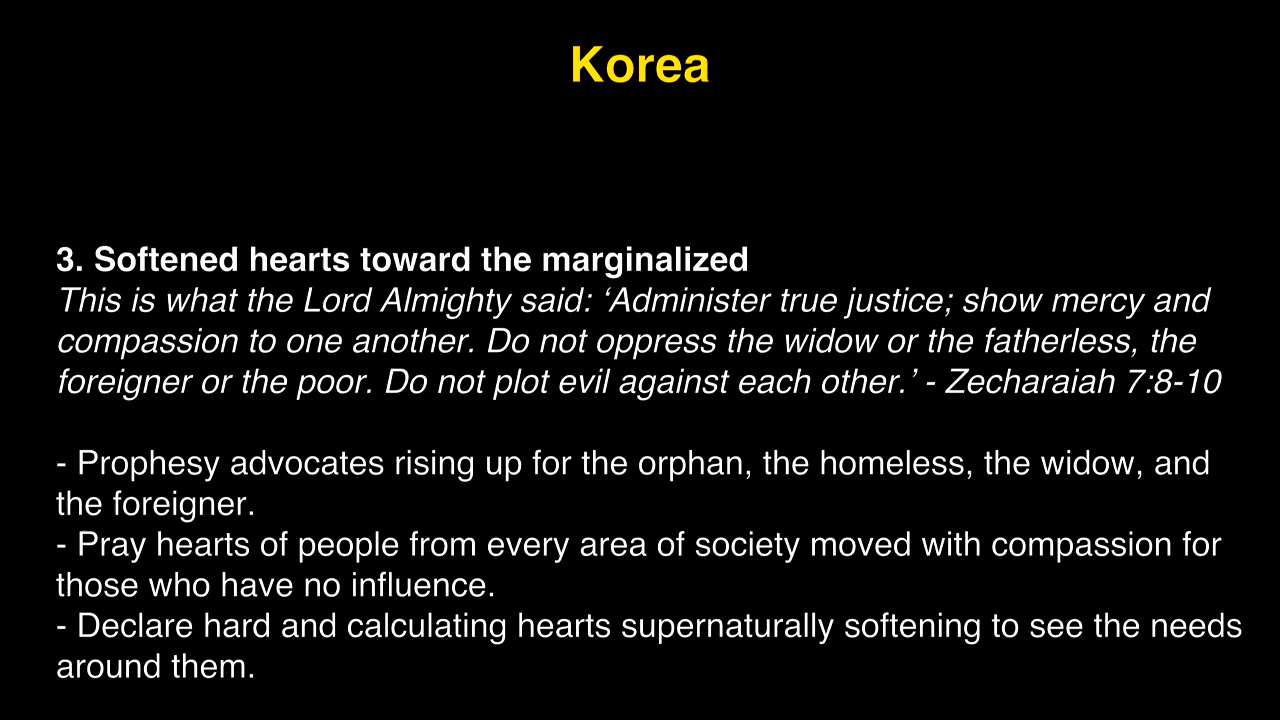 Korea
3. Softened hearts toward the marginalized
This is what the Lord Almighty said: ‘Administer true justice; show mercy and
compassion to one another. Do not oppress the widow or the fatherless, the
foreigner or the poor. Do not plot evil against each other.’ - Zecharaiah 7:8-10
- Prophesy advocates rising up for the orphan, the homeless, the widow, and
the foreigner.
- Pray hearts of people from every area of society moved with compassion for
those who have no influence.
- Declare hard and calculating hearts supernaturally softening to see the needs
around them.